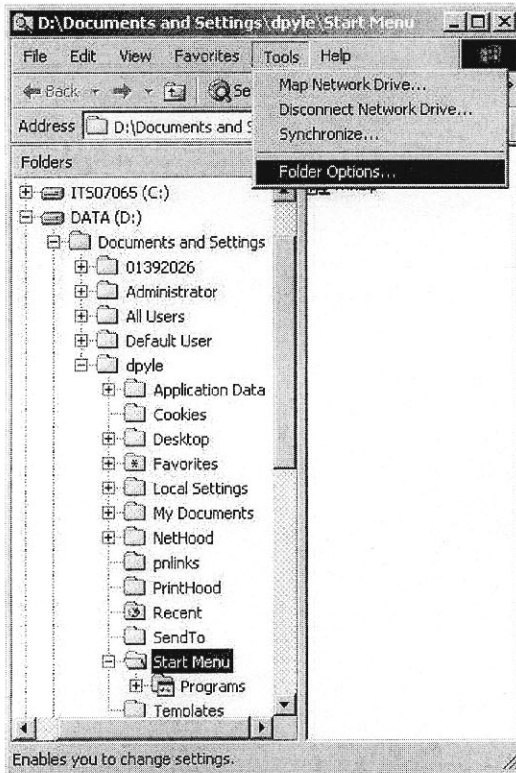 D:\Documents and Settings\dpyle\Start Menu
File Edit View Favorites Tools Help
Back Se
Address D:\Documents and S
Map Network Drive...
Disconnect Network Drive...
Synchronize...
Folder Options...
Folders
ITS07065 (C:)
DATA (D:)
Documents and Settings
01392026
Administrator
All Users
Default User
dpyle
Application Data
Cookies
Desktop
Favorites
Local Settings
My Documents
NetHood
pnlinks
PrintHood
Recent
SendTo
Start Menu
Programs
Templates
Enables you to change settings.